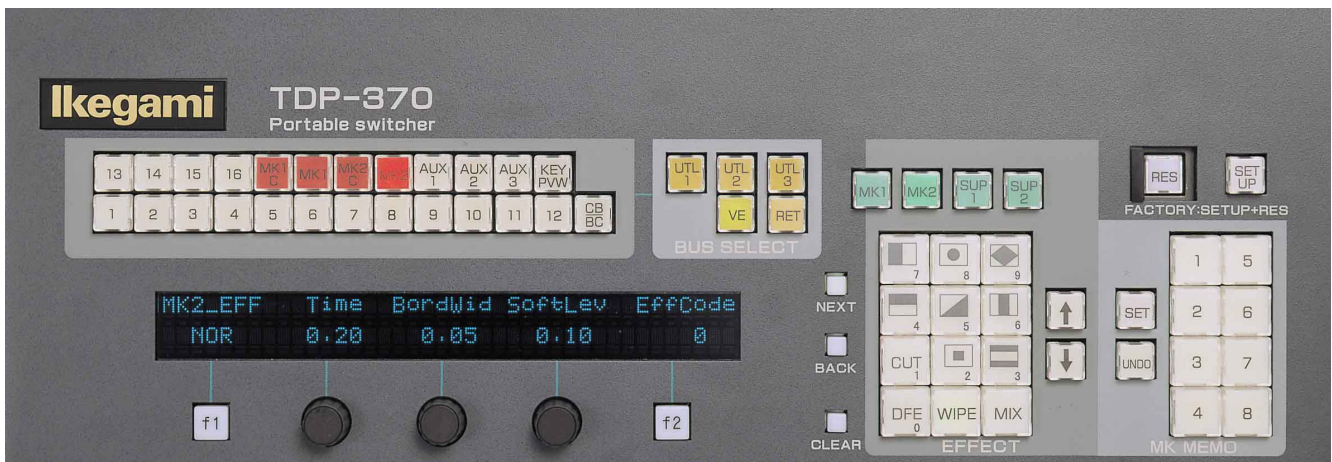 Ikegami
TDP-370
Portable switcher
13 14 15 16 MK1 C MK1 MK2 C MK2 AUX 1 AUX 2 AUX 3 KEY PVW
1 2 3 4 5 6 7 8 9 10 11 12 CB BC
UTL 1 UTL 2 UTL 3
VE RET
BUS SELECT
MK1 MK2 SUP 1 SUP 2
RES SET UP
FACTORY:SETUP+RES
MK2_EFF Time BordWid SoftLev EffCode
NOR 0.20 0.05 0.10 0
f1 f2
NEXT
BACK
CLEAR
7 8 9
4 5 6
CUT 1 2 3
DFE 0 WIPE MIX
EFFECT
↑
↓
SET
UNDO
1 5
2 6
3 7
4 8
MK MEMO